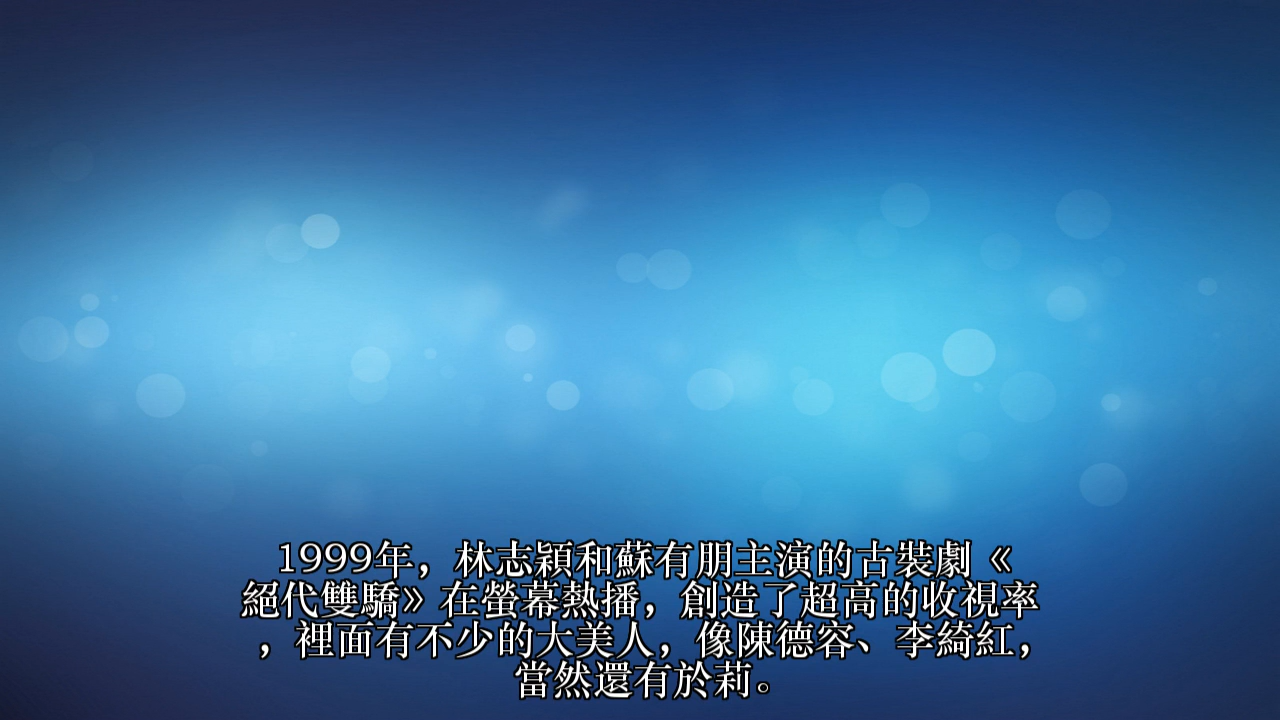 1999年，林志穎和蘇有朋主演的古裝劇《
絕代雙驕》在螢幕熱播，創造了超高的收視率
，裡面有不少的大美人，像陳德容、李綺紅，
當然還有於莉。